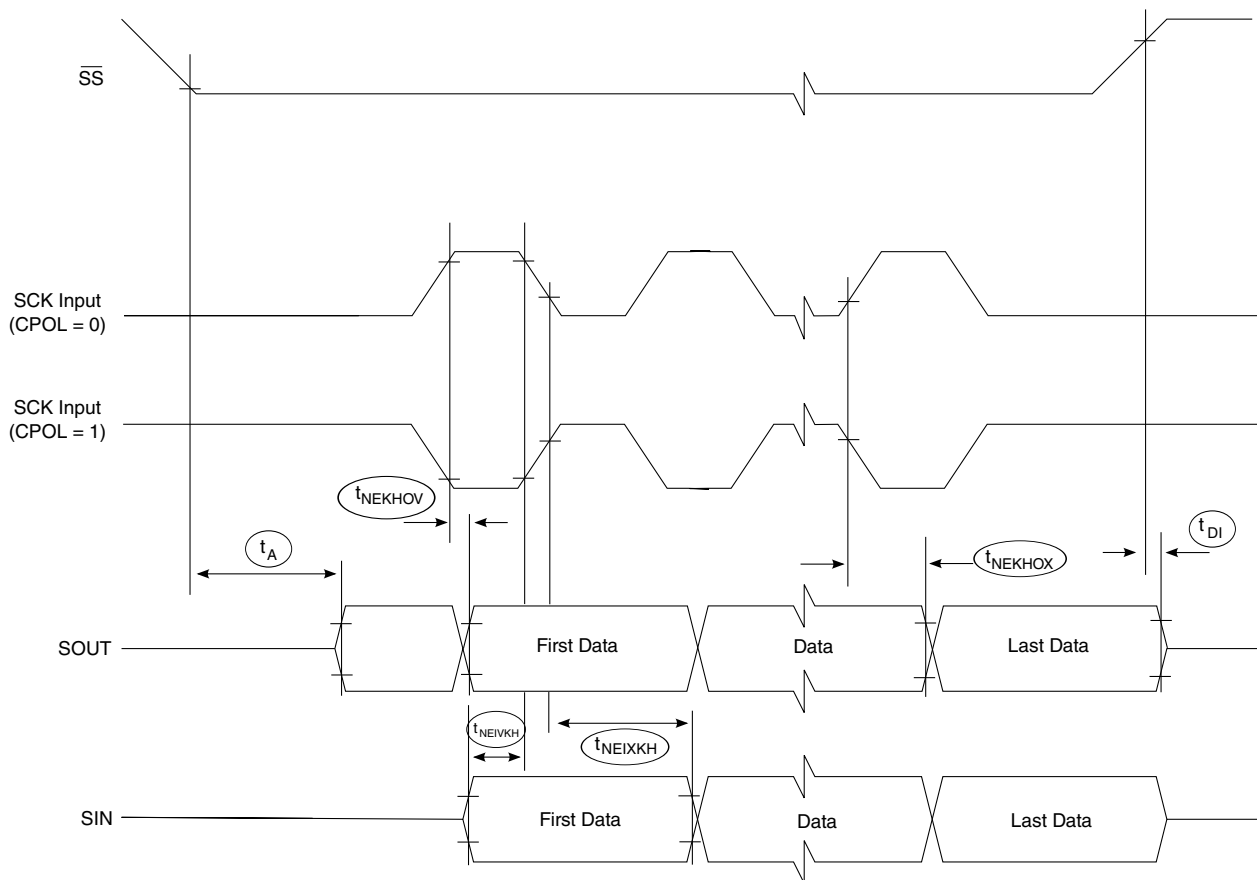 SS
SCK Input
(CPOL = 0)
SCK Input
(CPOL = 1)
tNEKHOV
tA
tDI
tNEKHOX
SOUT
First Data
Data
Last Data
tNEIVKH
tNEIXKH
SIN
First Data
Data
Last Data